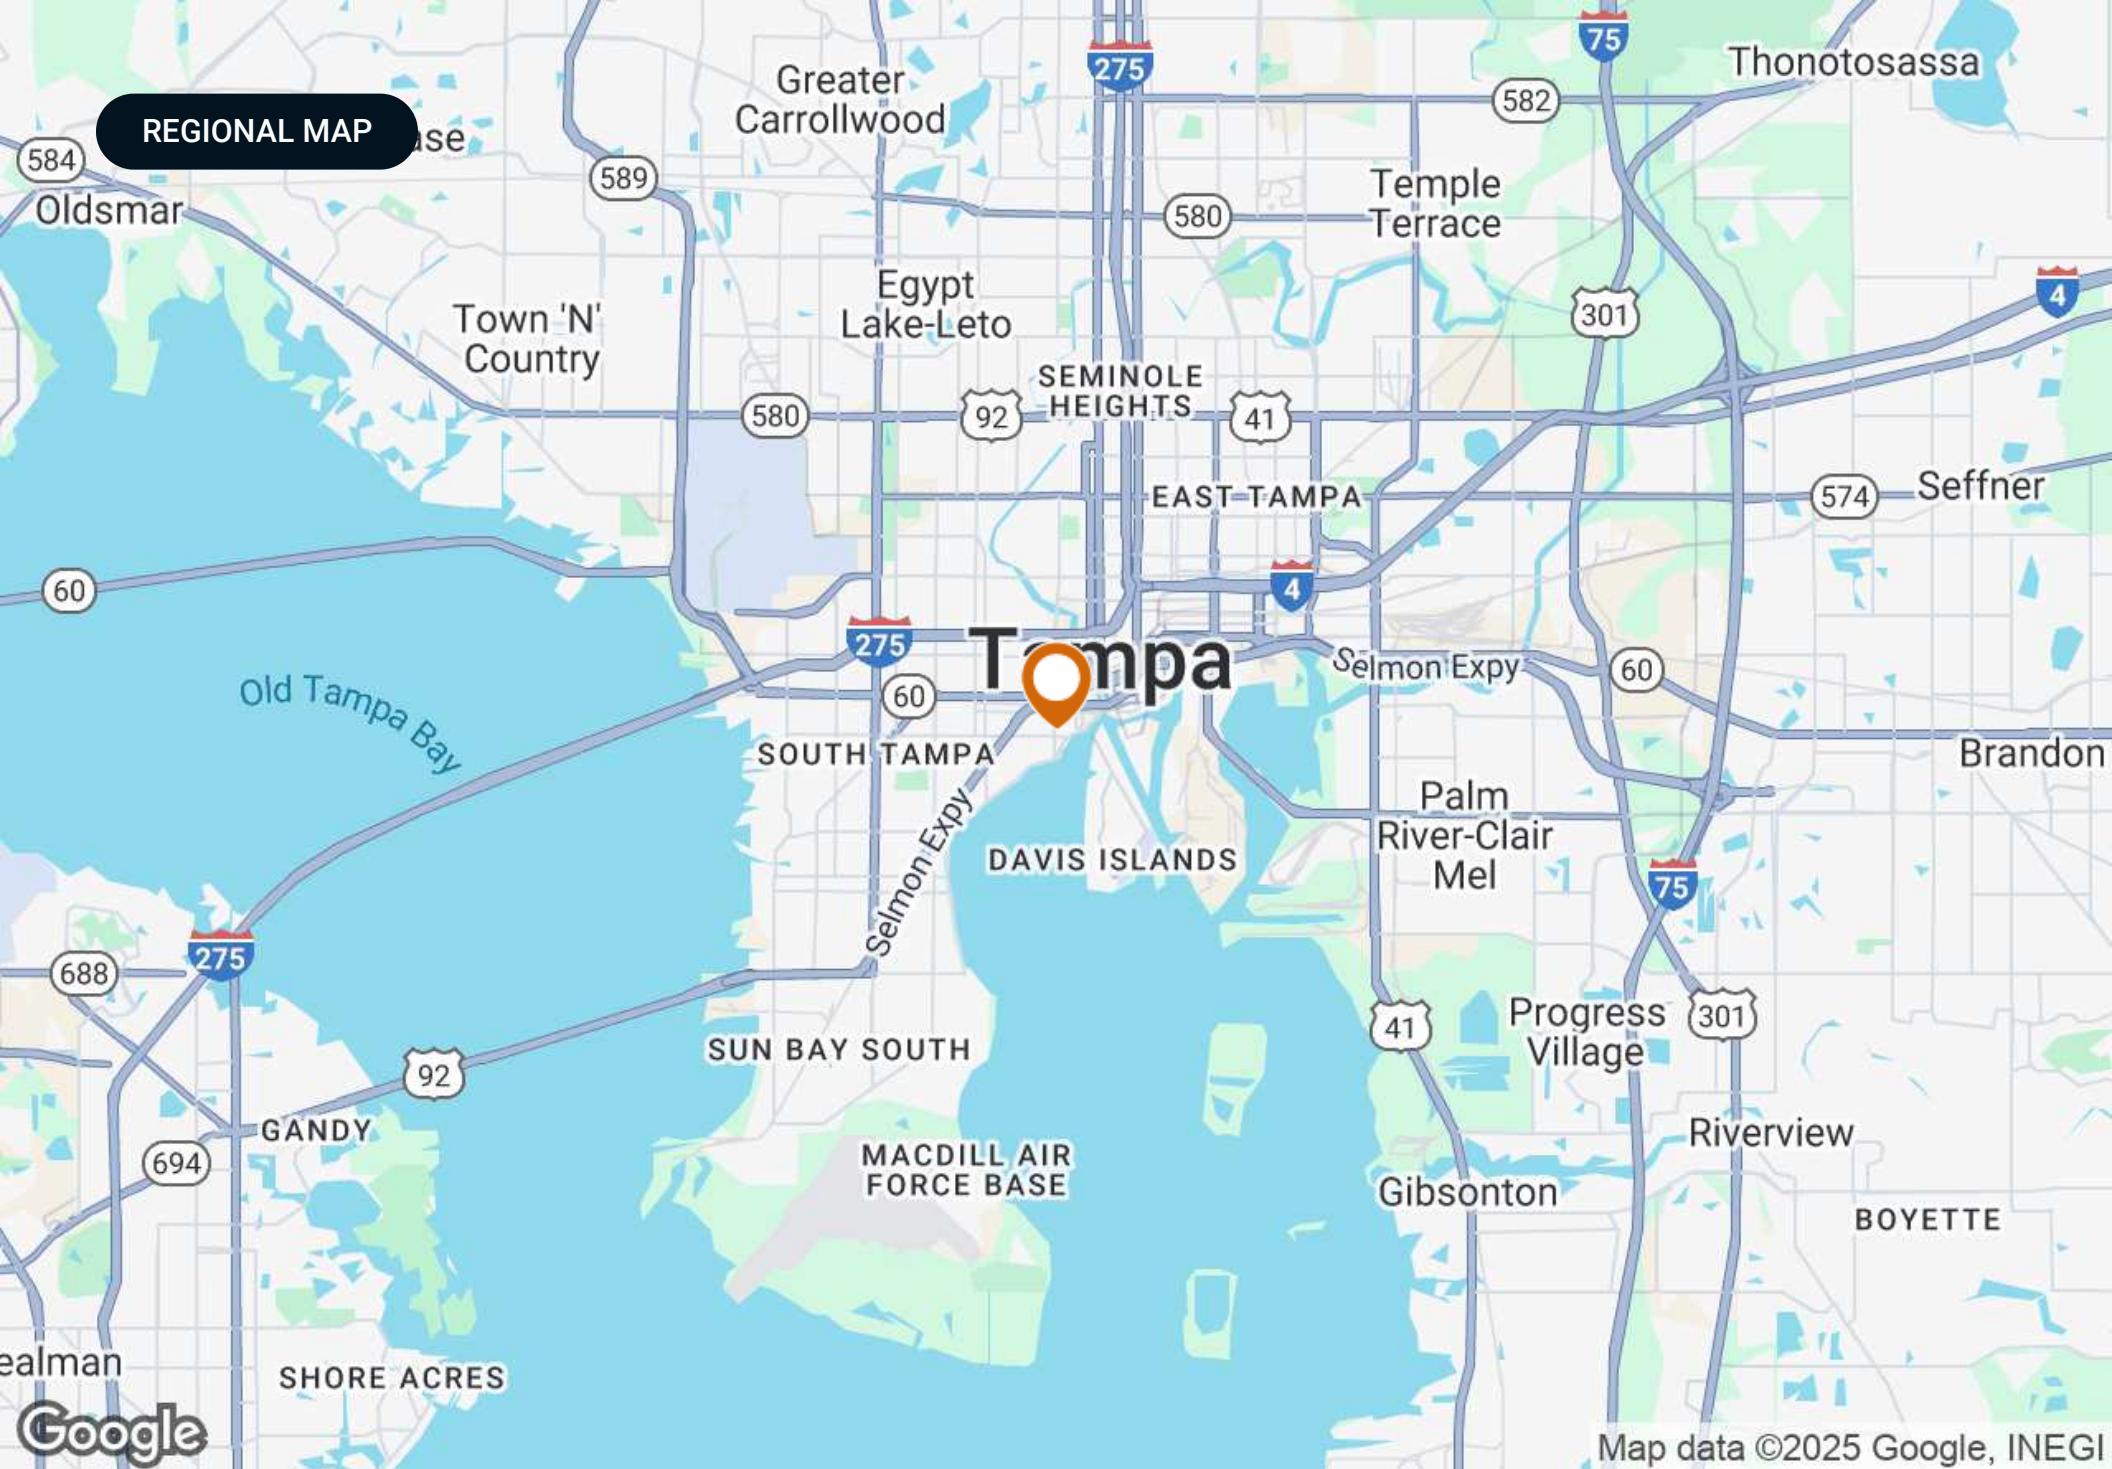 275
75
Thonotosassa
Greater
Carrollwood
582
REGIONAL MAP
ase
584
589
Oldsmar
Temple
Terrace
580
Egypt
Lake-Leto
301
4
Town 'N'
Country
SEMINOLE
HEIGHTS
580
92
41
EAST TAMPA
574
Seffner
60
4
275
Tampa
Selmon Expy
60
60
Old Tampa Bay
SOUTH TAMPA
Brandon
Palm
River-Clair
Mel
Selmon Expy
DAVIS ISLANDS
75
275
688
41
Progress
Village
301
SUN BAY SOUTH
92
GANDY
694
Riverview
MACDILL AIR
FORCE BASE
Gibsonton
BOYETTE
ealman
SHORE ACRES
Google
Map data ©2025 Google, INEGI